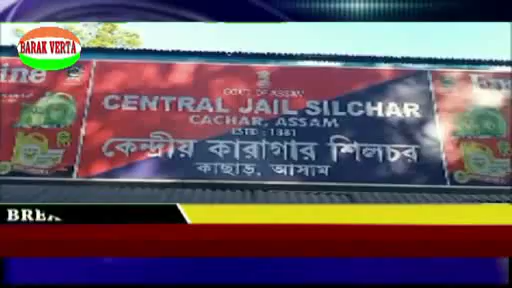 BARAK VERTA
GOVT. OF ASSAM
CENTRAL JAIL SILCHAR
CACHAR, ASSAM
ESTD : 1881
কেন্দ্রীয় কারাগার শিলচর
কাছাড়, আসাম